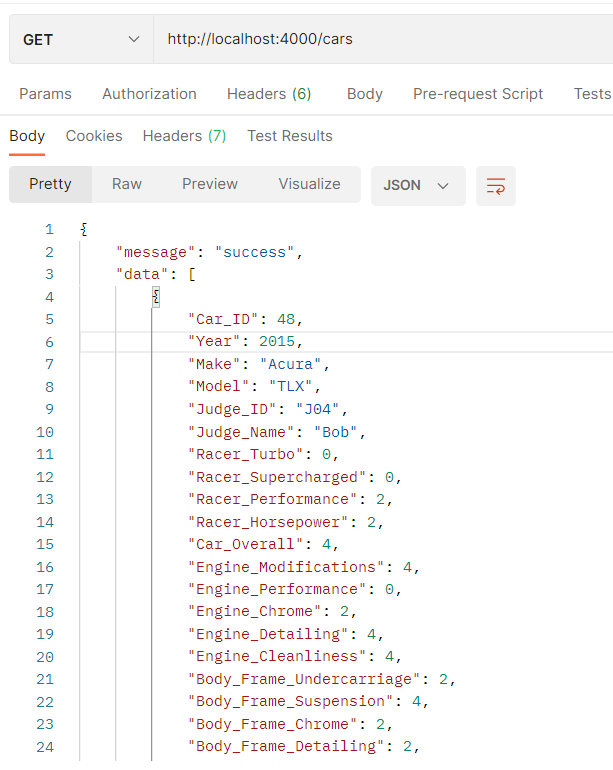 GET http://localhost:4000/cars
Params Authorization Headers (6) Body Pre-request Script Tests
Body Cookies Headers (7) Test Results
Pretty Raw Preview Visualize JSON
1 {
2 "message": "success",
3 "data": [
4 {
5 "Car_ID": 48,
6 "Year": 2015,
7 "Make": "Acura",
8 "Model": "TLX",
9 "Judge_ID": "J04",
10 "Judge_Name": "Bob",
11 "Racer_Turbo": 0,
12 "Racer_Supercharged": 0,
13 "Racer_Performance": 2,
14 "Racer_Horsepower": 2,
15 "Car_Overall": 4,
16 "Engine_Modifications": 4,
17 "Engine_Performance": 0,
18 "Engine_Chrome": 2,
19 "Engine_Detailing": 4,
20 "Engine_Cleanliness": 4,
21 "Body_Frame_Undercarriage": 2,
22 "Body_Frame_Suspension": 4,
23 "Body_Frame_Chrome": 2,
24 "Body_Frame_Detailing": 2,